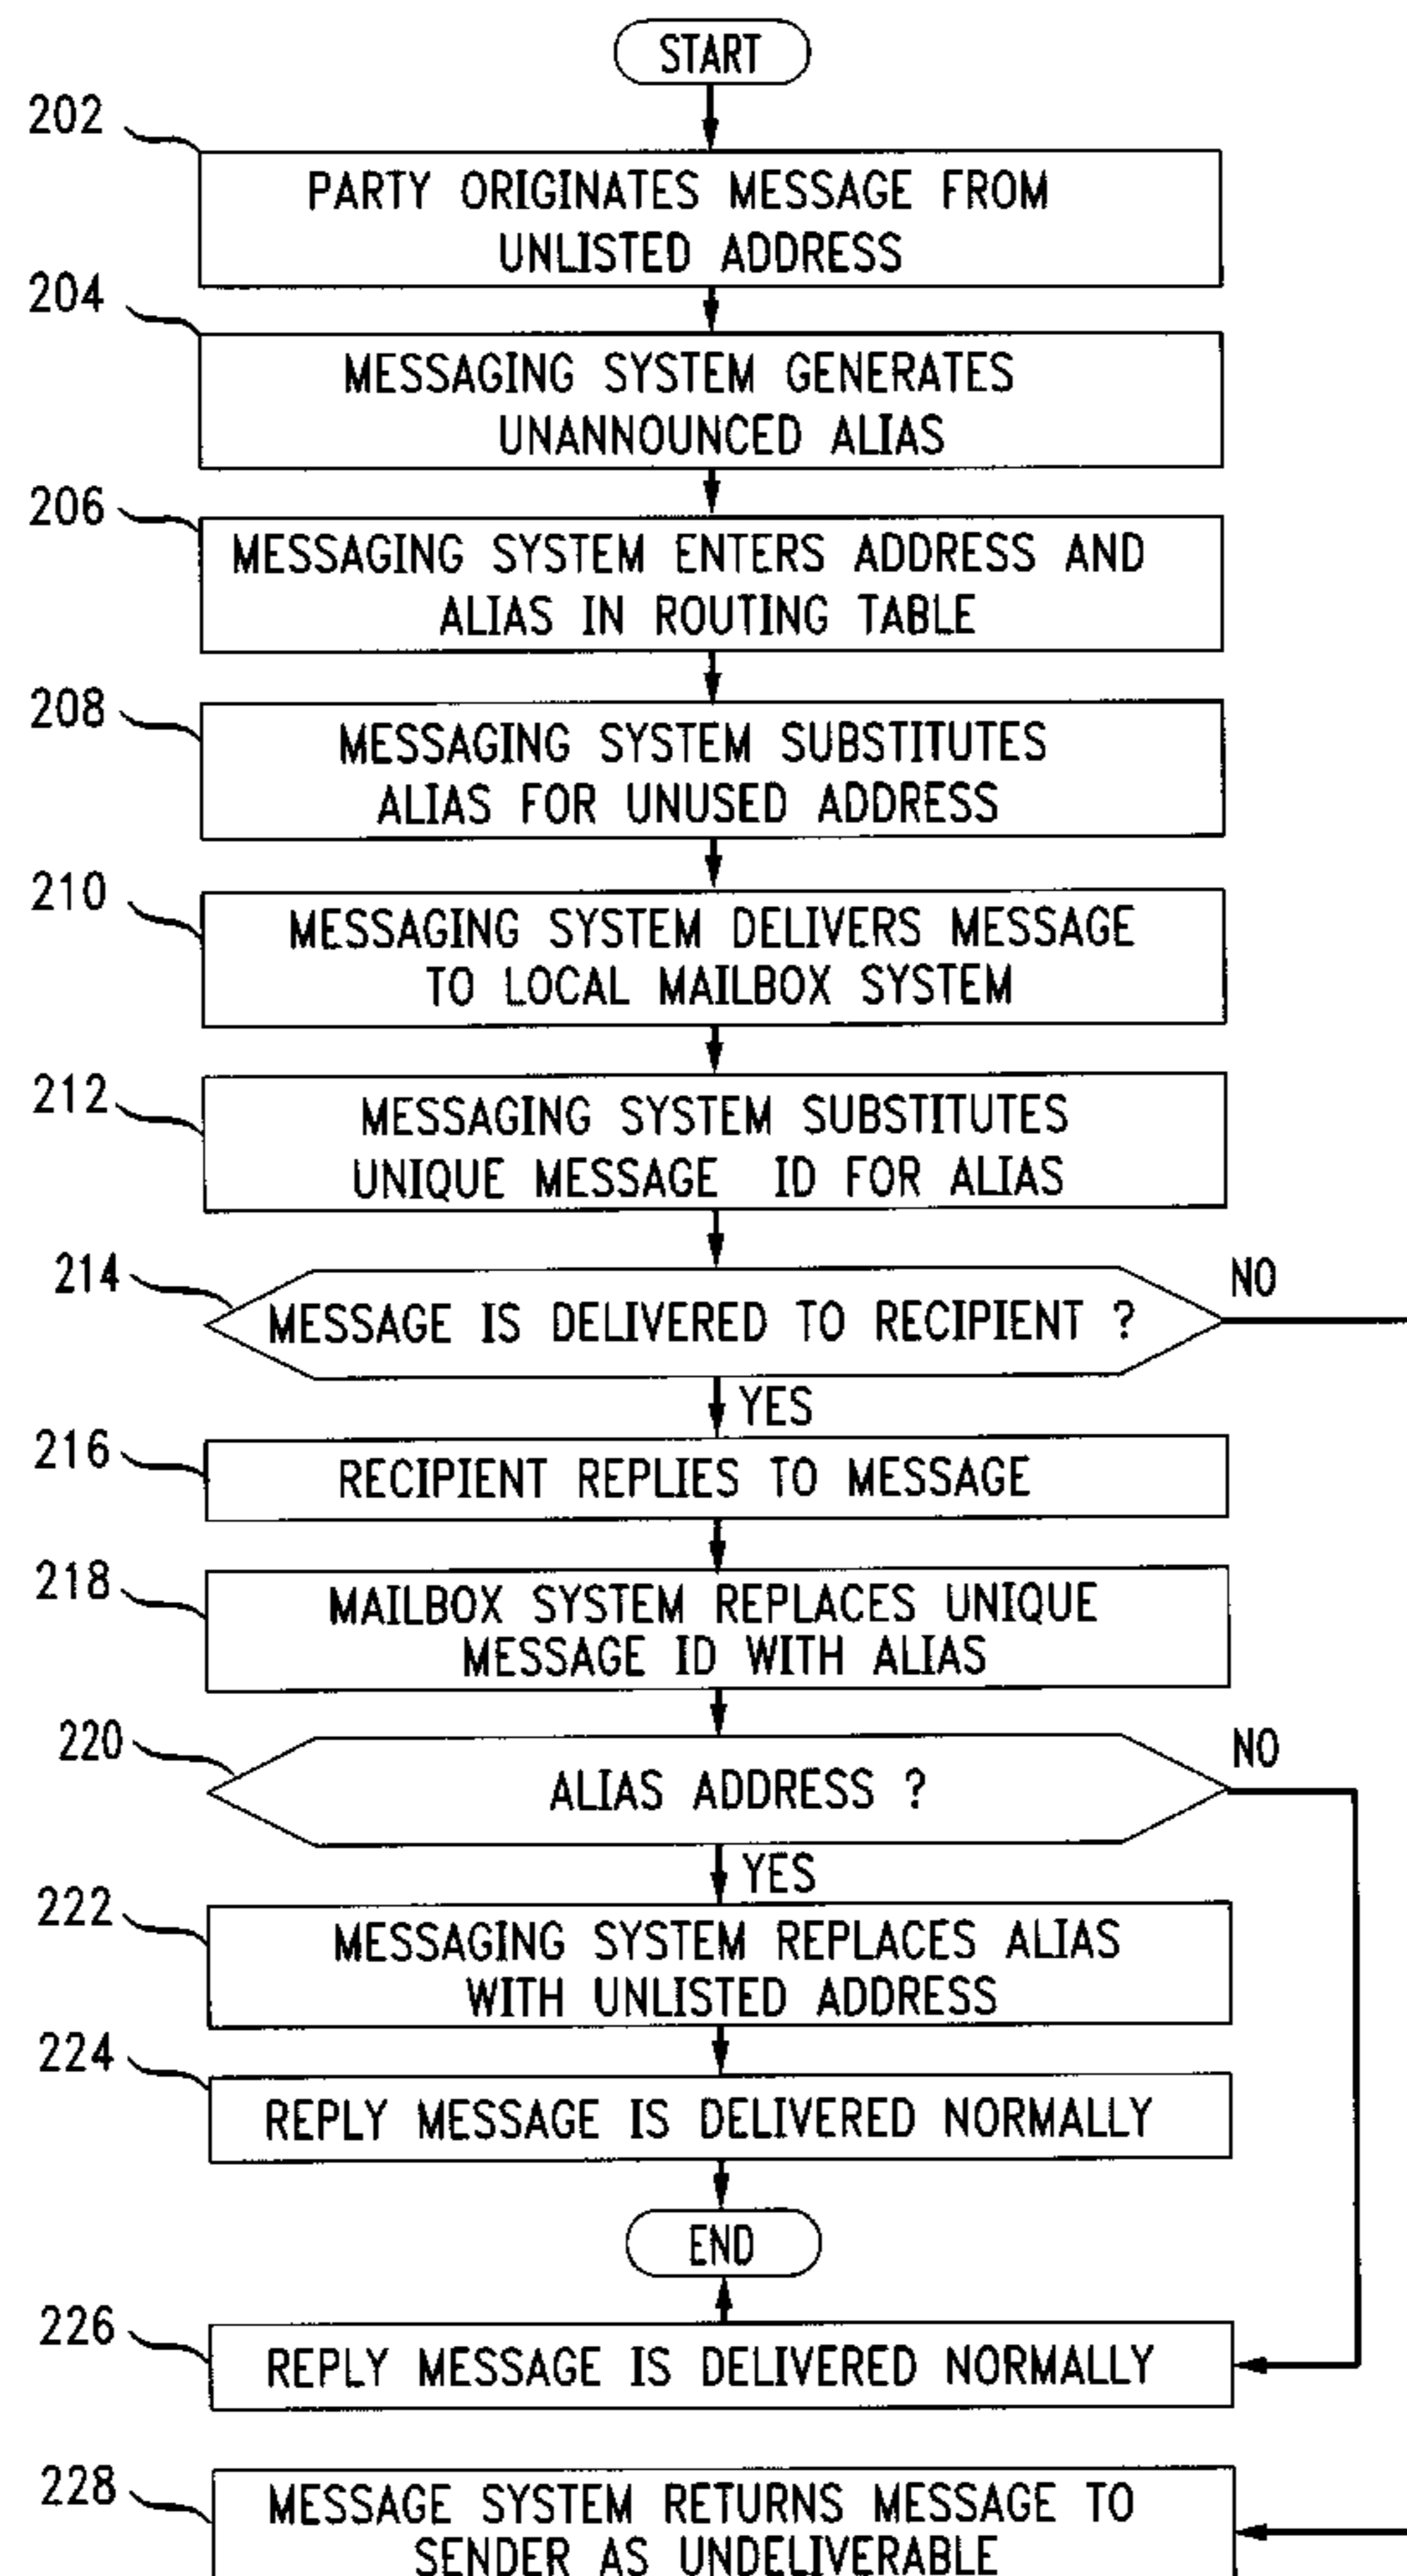 START
202
PARTY ORIGINATES MESSAGE FROM
UNLISTED ADDRESS
204
MESSAGING SYSTEM GENERATES
UNANNOUNCED ALIAS
206
MESSAGING SYSTEM ENTERS ADDRESS AND
ALIAS IN ROUTING TABLE
208
MESSAGING SYSTEM SUBSTITUTES
ALIAS FOR UNUSED ADDRESS
210
MESSAGING SYSTEM DELIVERS MESSAGE
TO LOCAL MAILBOX SYSTEM
212
MESSAGING SYSTEM SUBSTITUTES
UNIQUE MESSAGE ID FOR ALIAS
214
MESSAGE IS DELIVERED TO RECIPIENT ?
NO
YES
216
RECIPIENT REPLIES TO MESSAGE
218
MAILBOX SYSTEM REPLACES UNIQUE
MESSAGE ID WITH ALIAS
220
ALIAS ADDRESS ?
NO
YES
222
MESSAGING SYSTEM REPLACES ALIAS
WITH UNLISTED ADDRESS
224
REPLY MESSAGE IS DELIVERED NORMALLY
END
226
REPLY MESSAGE IS DELIVERED NORMALLY
228
MESSAGE SYSTEM RETURNS MESSAGE TO
SENDER AS UNDELIVERABLE